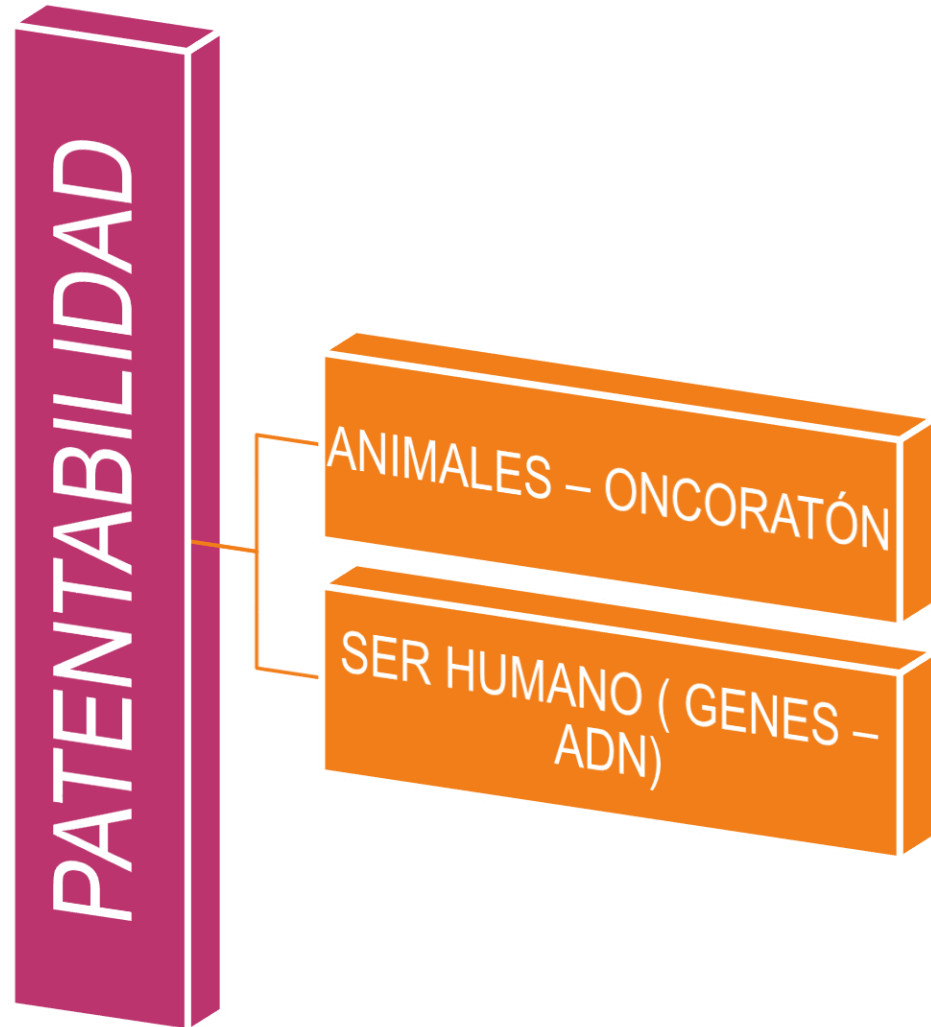 PATENTABILIDAD
ANIMALES – ONCORATÓN
SER HUMANO ( GENES –
ADN)